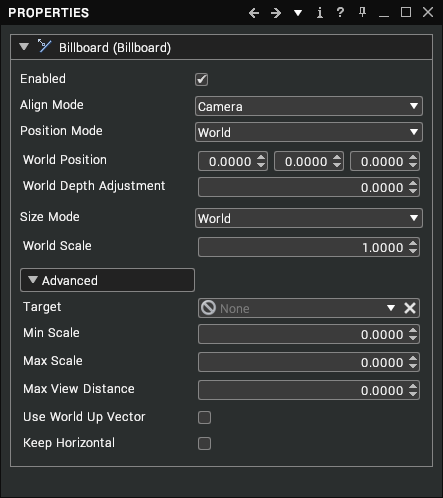 PROPERTIES
Billboard (Billboard)
Enabled
Align Mode Camera
Position Mode World
World Position 0.0000 0.0000 0.0000
World Depth Adjustment 0.0000
Size Mode World
World Scale 1.0000
Advanced
Target None
Min Scale 0.0000
Max Scale 0.0000
Max View Distance 0.0000
Use World Up Vector
Keep Horizontal